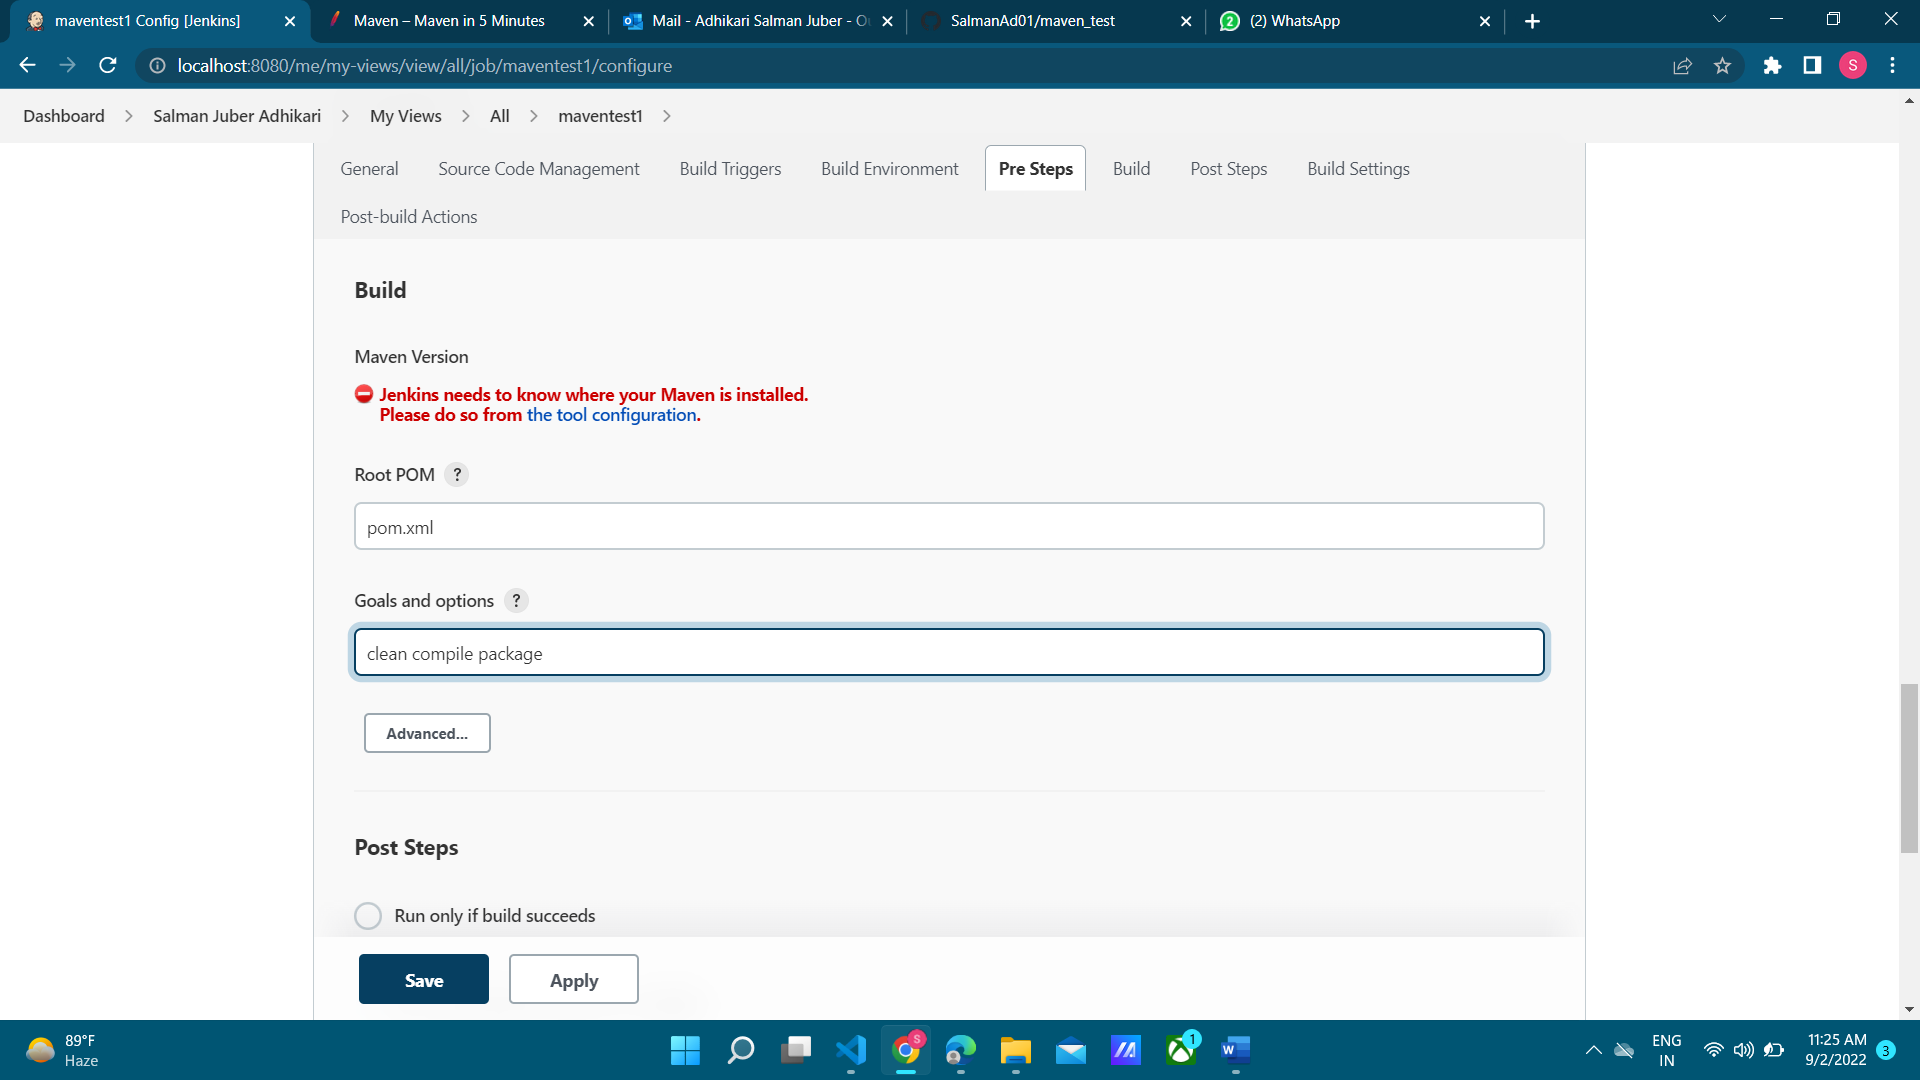 maventest1 Config [Jenkins]
Maven – Maven in 5 Minutes
Mail - Adhikari Salman Juber - Ou
SalmanAd01/maven_test
(2) WhatsApp
localhost:8080/me/my-views/view/all/job/maventest1/configure
S
Dashboard
Salman Juber Adhikari
My Views
All
maventest1
General
Source Code Management
Build Triggers
Build Environment
Pre Steps
Build
Post Steps
Build Settings
Post-build Actions
Build
Maven Version
Jenkins needs to know where your Maven is installed.
Please do so from the tool configuration.
Root POM ?
pom.xml
Goals and options ?
clean compile package
Advanced...
Post Steps
Run only if build succeeds
Save
Apply
89°F
Haze
S
1
ENG
IN
11:25 AM
9/2/2022
3